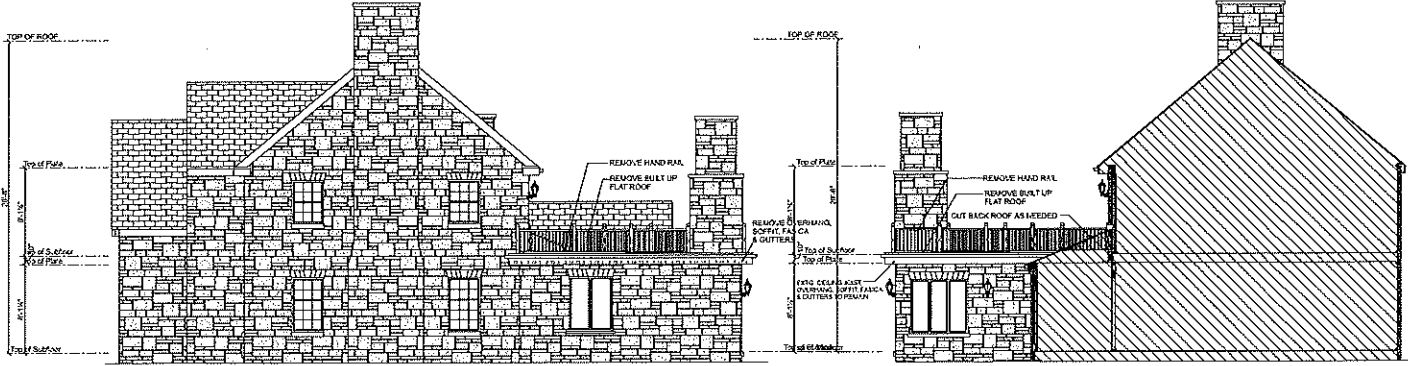 TOP OF ROOF
Top of Plate
REMOVE HAND RAIL
REMOVE BUILT UP
FLAT ROOF
REMOVE OVERHANG,
SOFFIT, FASCIA
& GUTTERS
Top of Subfloor
Top of Plate
Top of Subfloor
TOP OF ROOF
Top of Plate
REMOVE HAND RAIL
REMOVE BUILT UP
FLAT ROOF
CUT BACK ROOF AS NEEDED
Top of Subfloor
Top of Plate
OVERHANG, SOFFIT, FASCIA
& GUTTERS TO REMAIN